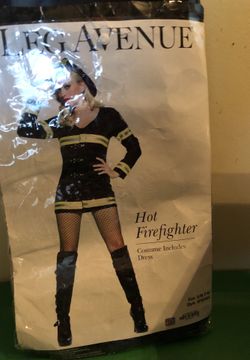 LEG AVENUE
Hot
Firefighter
Costume Includes
Dress